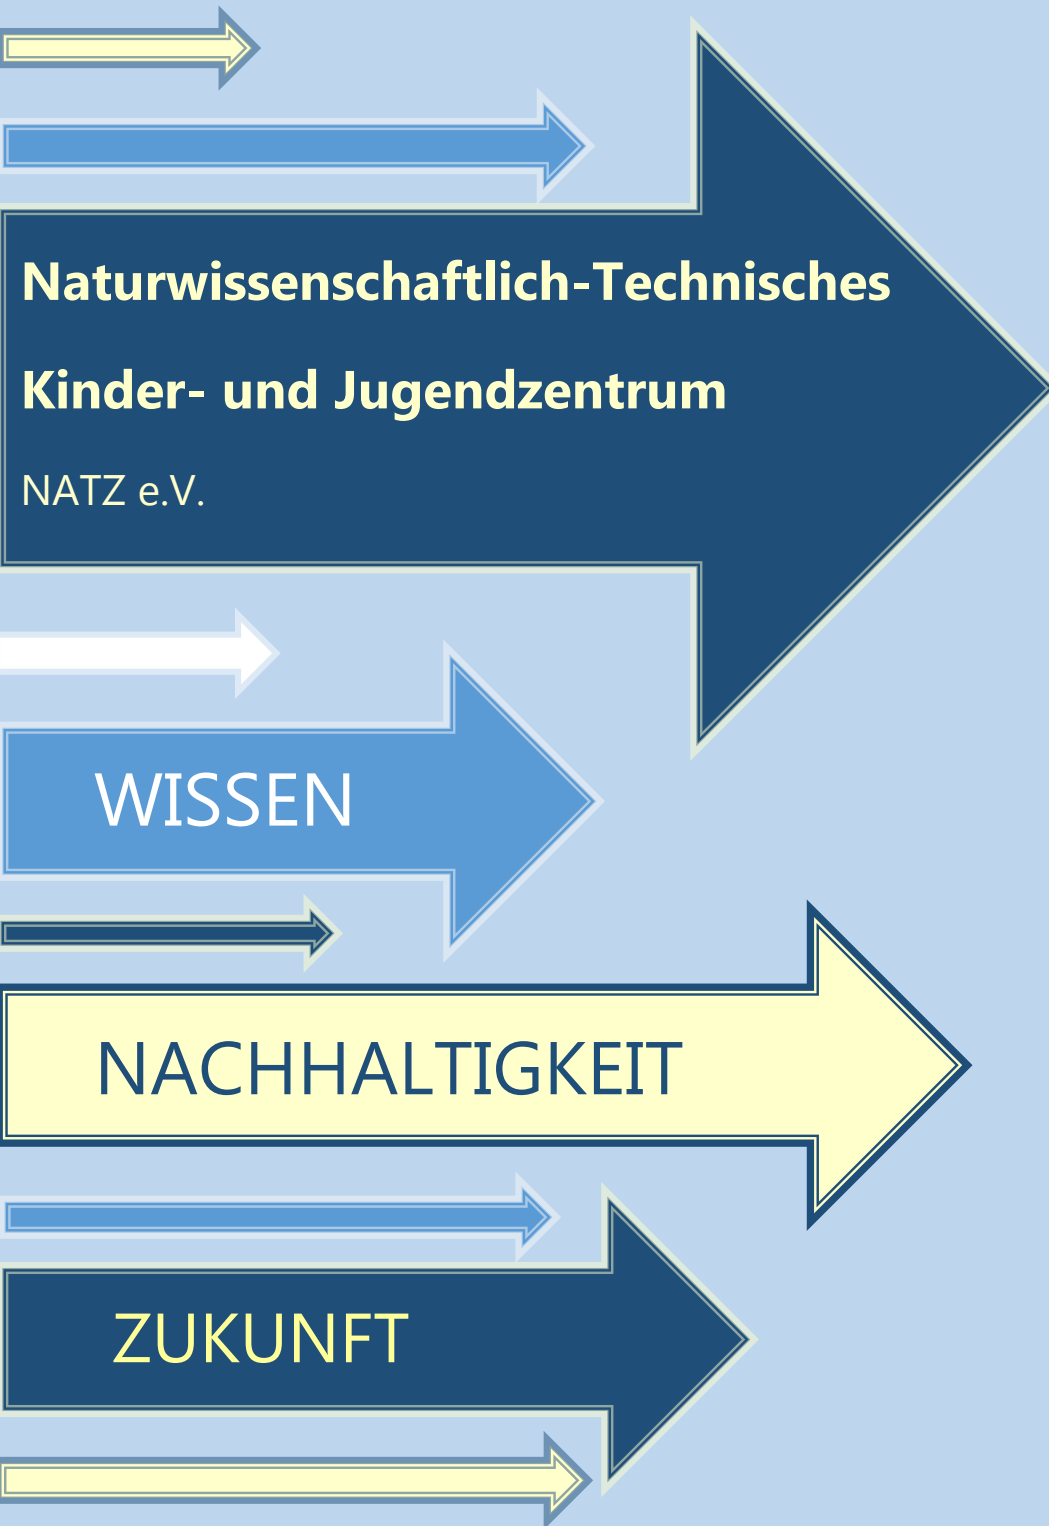 Naturwissenschaftlich-Technisches
Kinder- und Jugendzentrum
NATZ e.V.
WISSEN
NACHHALTIGKEIT
ZUKUNFT